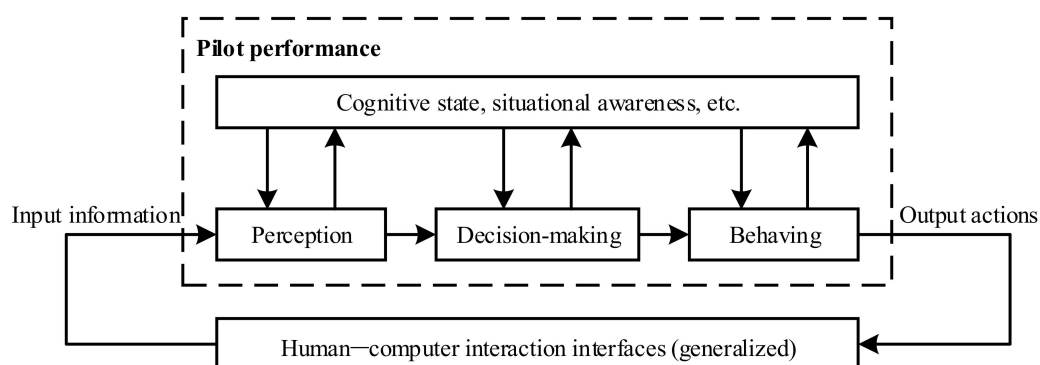 Pilot performance
Cognitive state, situational awareness, etc.
Input information
Perception
Decision-making
Behaving
Output actions
Human—computer interaction interfaces (generalized)